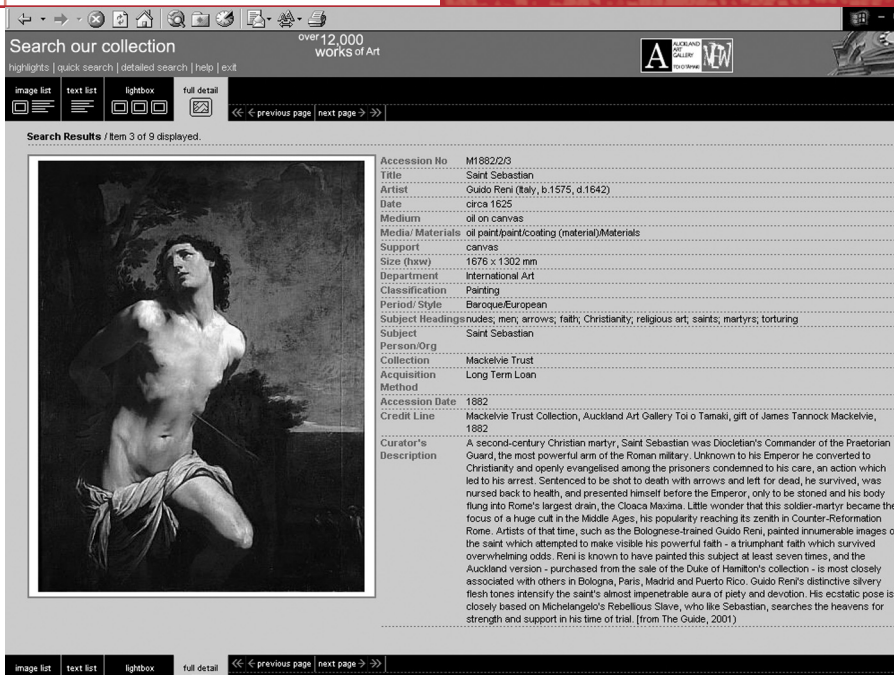 over 12,000
works of Art
Search our collection
highlights | quick search | detailed search | help | exit
A
AUCKLAND
ART
GALLERY
TOI O TAMAKI
NEW
image list
text list
lightbox
full detail
previous page | next page
Search Results / Item 3 of 9 displayed.
Accession No M1882/2/3
Title Saint Sebastian
Artist Guido Reni (Italy, b.1575, d.1642)
Date circa 1625
Medium oil on canvas
Media/ Materials oil paint/paint/coating (material)/Materials
Support canvas
Size (hxw) 1676 x 1302 mm
Department International Art
Classification Painting
Period/ Style Baroque/European
Subject Headings nudes; men; arrows; faith; Christianity; religious art; saints; martyrs; torturing
Subject Saint Sebastian
Person/Org
Collection Mackelvie Trust
Acquisition Long Term Loan
Method
Accession Date 1882
Credit Line Mackelvie Trust Collection, Auckland Art Gallery Toi o Tamaki, gift of James Tannock Mackelvie,
1882
Curator's A second-century Christian martyr, Saint Sebastian was Diocletian's Commander of the Praetorian
Description Guard, the most powerful arm of the Roman military. Unknown to his Emperor he converted to
Christianity and openly evangelised among the prisoners condemned to his care, an action which
led to his arrest. Sentenced to be shot to death with arrows and left for dead, he survived, was
nursed back to health, and presented himself before the Emperor, only to be stoned and his body
flung into Rome's largest drain, the Cloaca Maxima. Little wonder that this soldier-martyr became the
focus of a huge cult in the Middle Ages, his popularity reaching its zenith in Counter-Reformation
Rome. Artists of that time, such as the Bolognese-trained Guido Reni, painted innumerable images o
the saint which attempted to make visible his powerful faith - a triumphant faith which survived
overwhelming odds. Reni is known to have painted this subject at least seven times, and the
Auckland version - purchased from the sale of the Duke of Hamilton's collection - is most closely
associated with others in Bologna, Paris, Madrid and Puerto Rico. Guido Reni's distinctive silvery
flesh tones intensify the saint's almost impenetrable aura of piety and devotion. His ecstatic pose is
closely based on Michelangelo's Rebellious Slave, who like Sebastian, searches the heavens for
strength and support in his time of trial. [from The Guide, 2001)
image list
text list
lightbox
full detail
previous page | next page